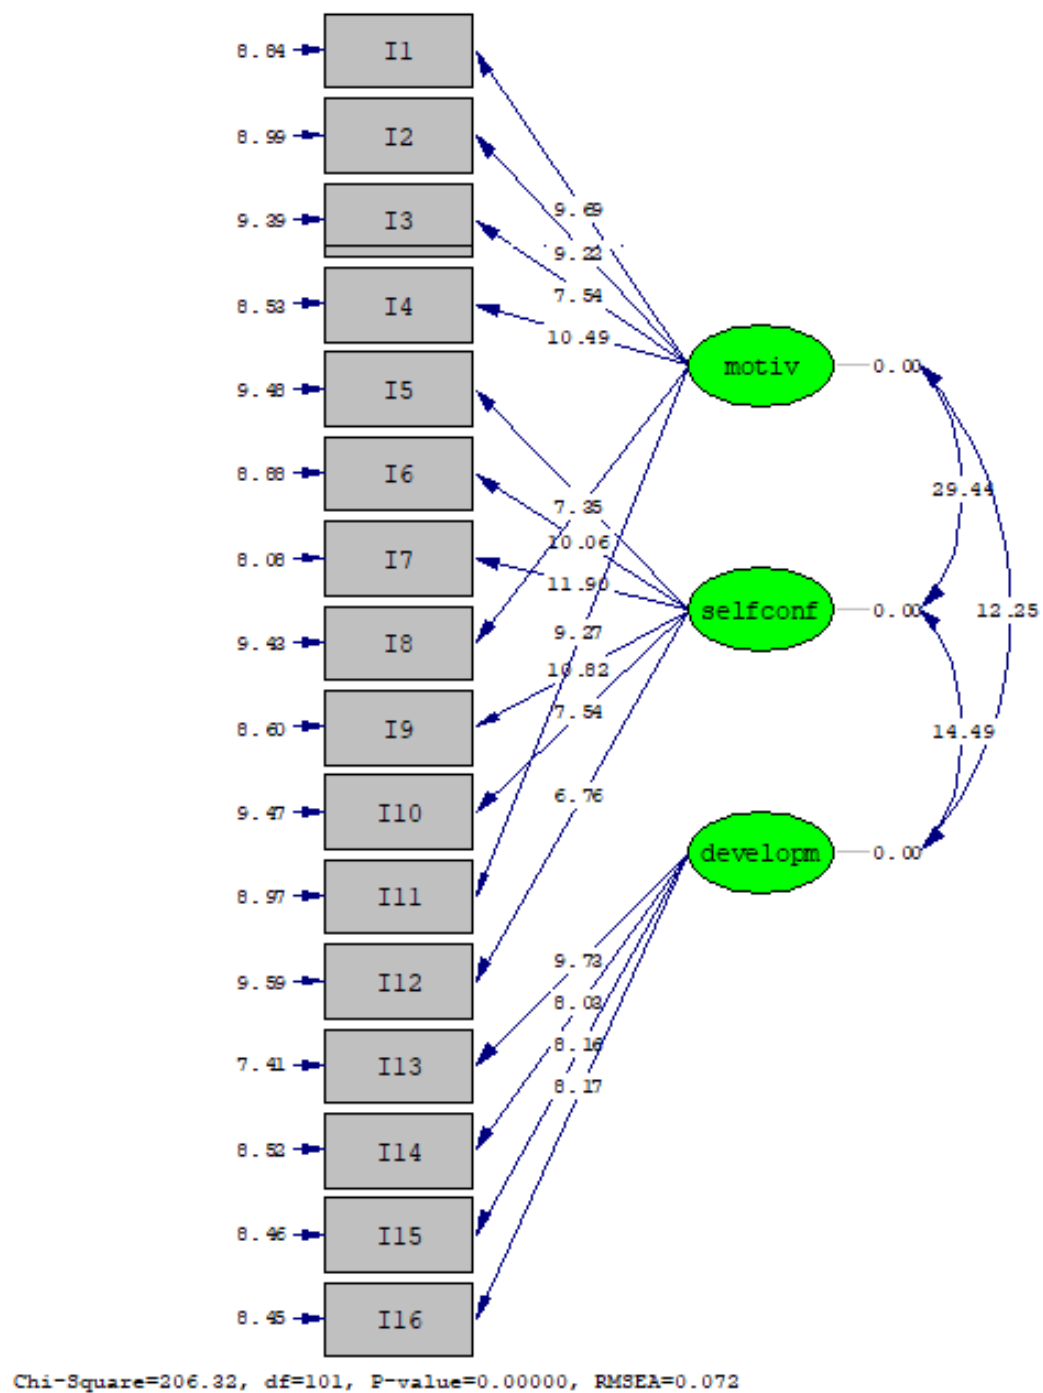 8.84 I1
8.99 I2
9.39 I3
8.53 I4
9.48 I5
8.88 I6
8.08 I7
9.43 I8
8.60 I9
9.47 I10
8.97 I11
9.59 I12
7.41 I13
8.52 I14
8.46 I15
8.45 I16
9.69
9.22
7.54
10.49
7.35
10.06
11.90
9.27
10.82
7.54
6.76
9.73
8.03
8.16
8.17
motiv 0.00
selfconf 0.00
developm 0.00
29.44
12.25
14.49
Chi-Square=206.32, df=101, P-value=0.00000, RMSEA=0.072